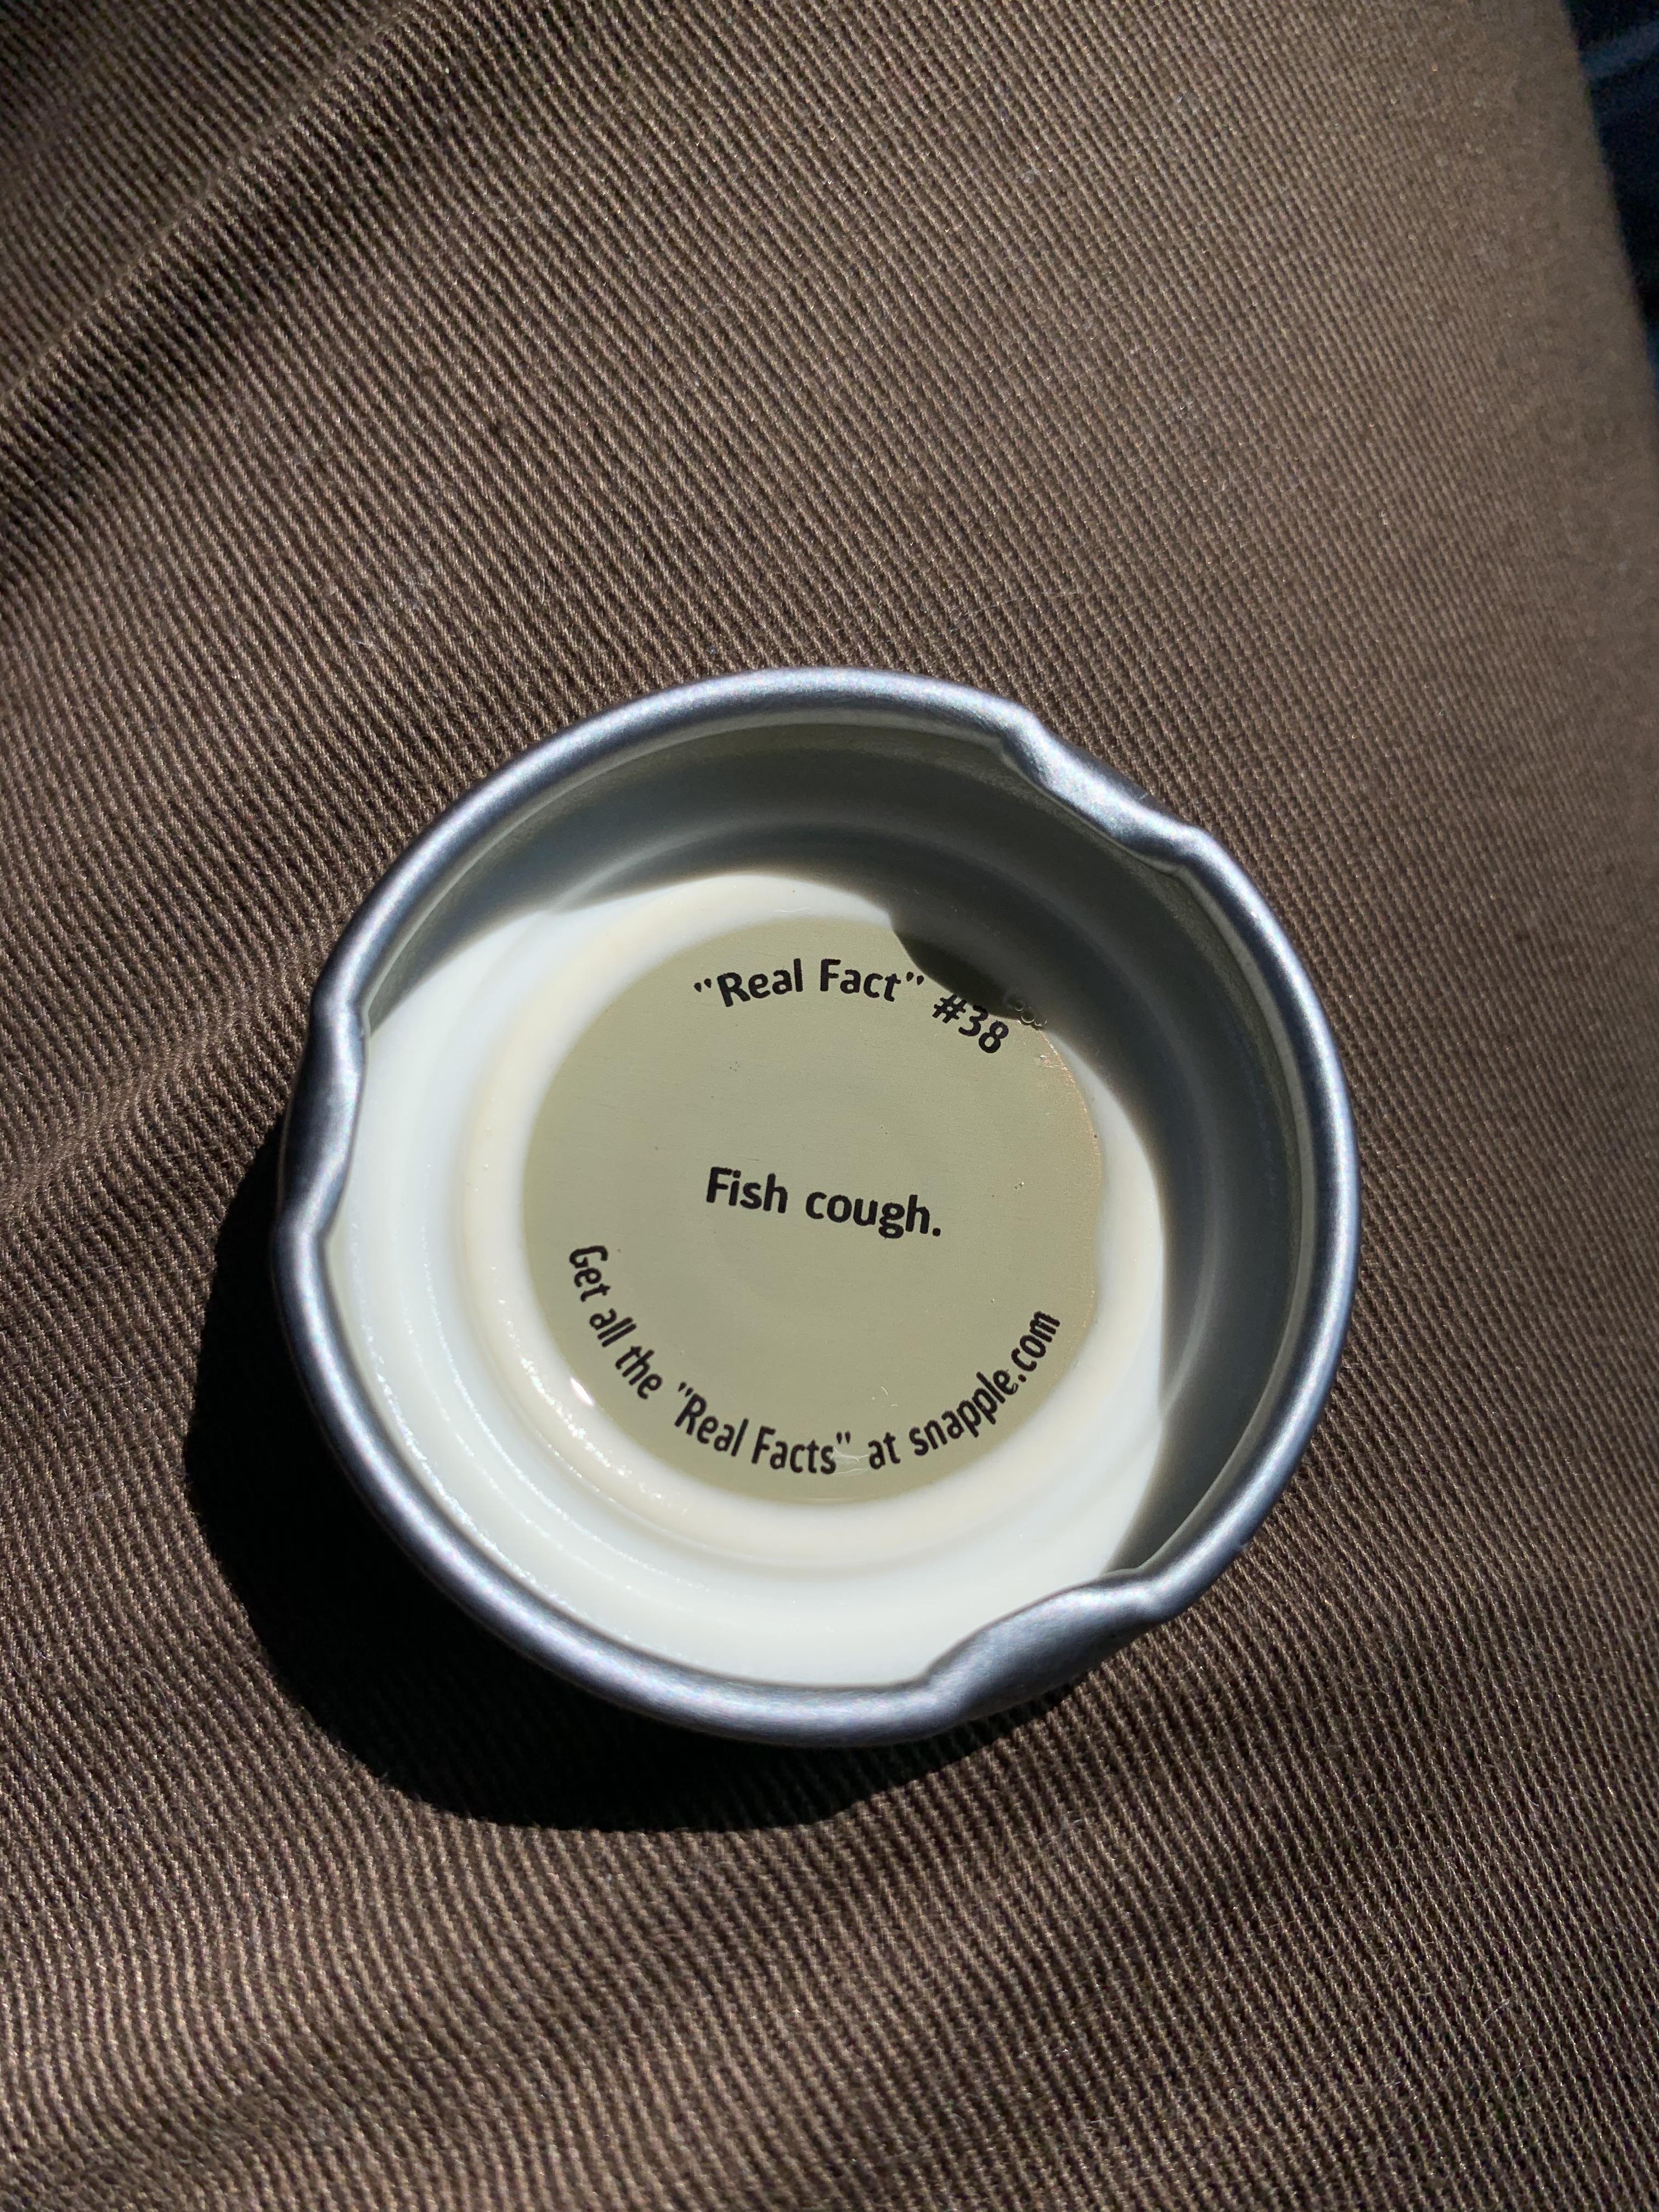 "Real Fact" #38
Fish cough.
Get all the "Real Facts" at snapple.com